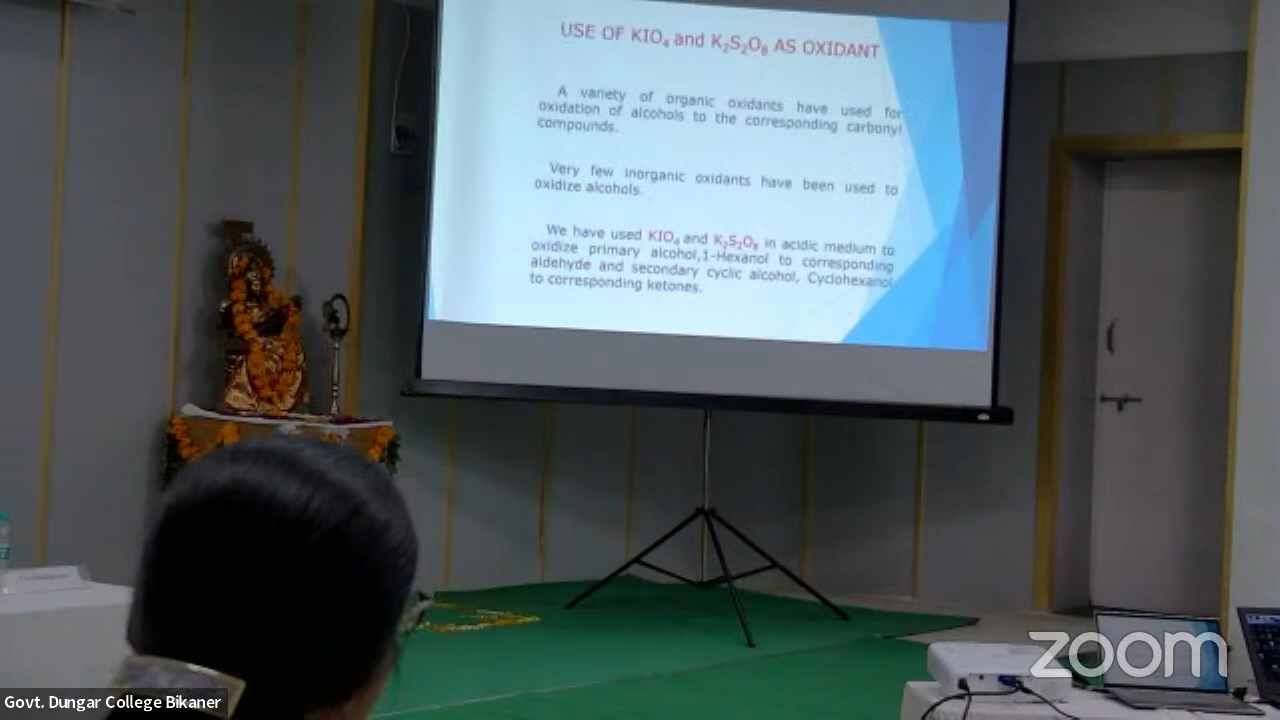 USE OF KIO₄ and K₂S₂O₈ AS OXIDANT
A variety of organic oxidants have used for
oxidation of alcohols to the corresponding carbonyl
compounds.
Very few inorganic oxidants have been used to
oxidize alcohols.
We have used KIO₄ and K₂S₂O₈ in acidic medium to
oxidize primary alcohol,1-Hexanol to corresponding
aldehyde and secondary cyclic alcohol, Cyclohexanol
to corresponding ketones.
zoom
Govt. Dungar College Bikaner